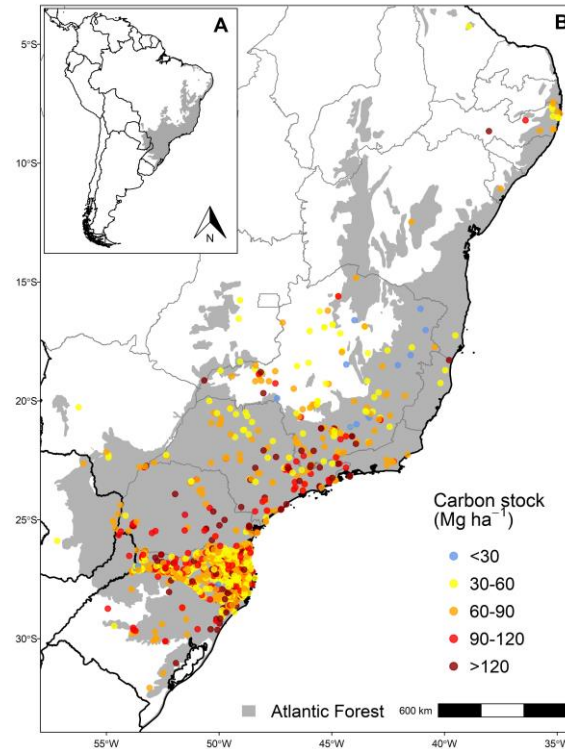 A
B
N
5°S
10°S
15°S
20°S
25°S
30°S
55°W
50°W
45°W
40°W
35°W
Carbon stock
(Mg ha⁻¹)
<30
30-60
60-90
90-120
>120
Atlantic Forest
600 km